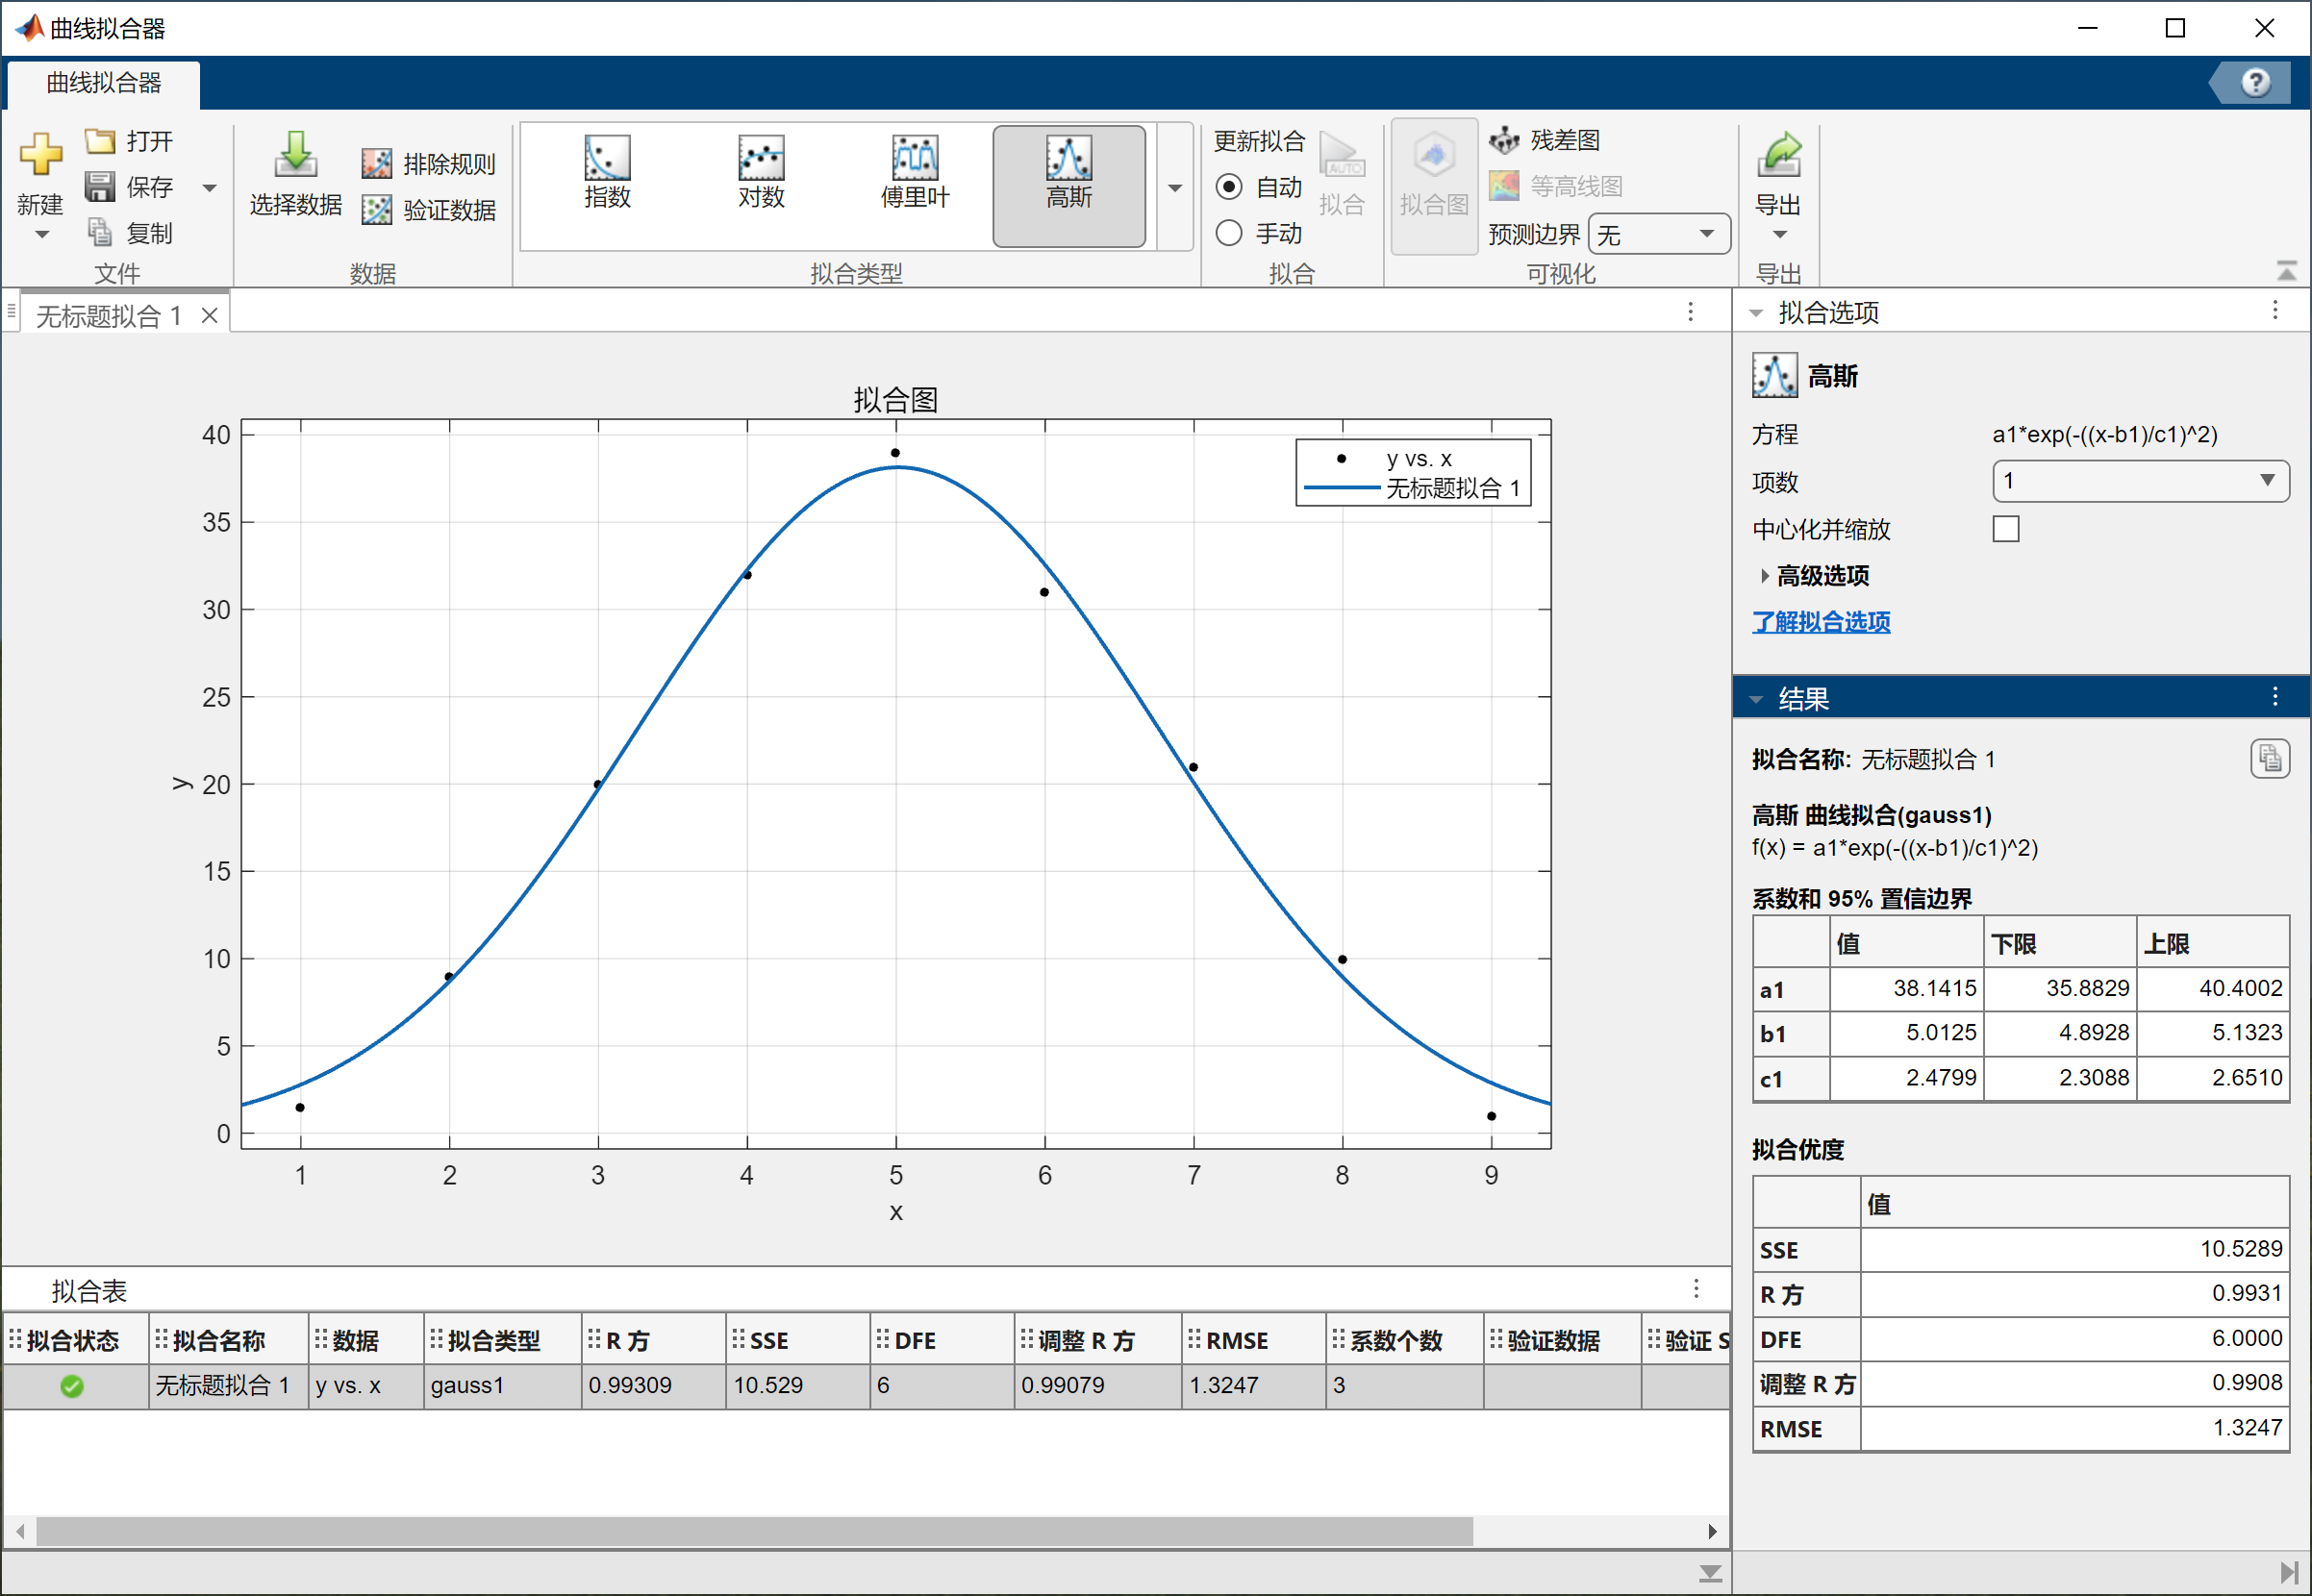 曲线拟合器
曲线拟合器
新建
打开
保存
复制
文件
选择数据
排除规则
验证数据
数据
指数
对数
傅里叶
高斯
拟合类型
更新拟合
自动
手动
AUTO
拟合
拟合
拟合图
残差图
等高线图
预测边界 无
可视化
导出
导出
无标题拟合 1
拟合图
40
35
30
25
20
15
10
5
0
y
1 2 3 4 5 6 7 8 9
x
y vs. x
无标题拟合 1
拟合表
拟合状态 拟合名称 数据 拟合类型 R 方 SSE DFE 调整 R 方 RMSE 系数个数 验证数据 验证 S
无标题拟合 1 y vs. x gauss1 0.99309 10.529 6 0.99079 1.3247 3
拟合选项
高斯
方程 a1*exp(-((x-b1)/c1)^2)
项数 1
中心化并缩放
高级选项
了解拟合选项
结果
拟合名称: 无标题拟合 1
高斯 曲线拟合(gauss1)
f(x) = a1*exp(-((x-b1)/c1)^2)
系数和 95% 置信边界
值 下限 上限
a1 38.1415 35.8829 40.4002
b1 5.0125 4.8928 5.1323
c1 2.4799 2.3088 2.6510
拟合优度
值
SSE 10.5289
R 方 0.9931
DFE 6.0000
调整 R 方 0.9908
RMSE 1.3247